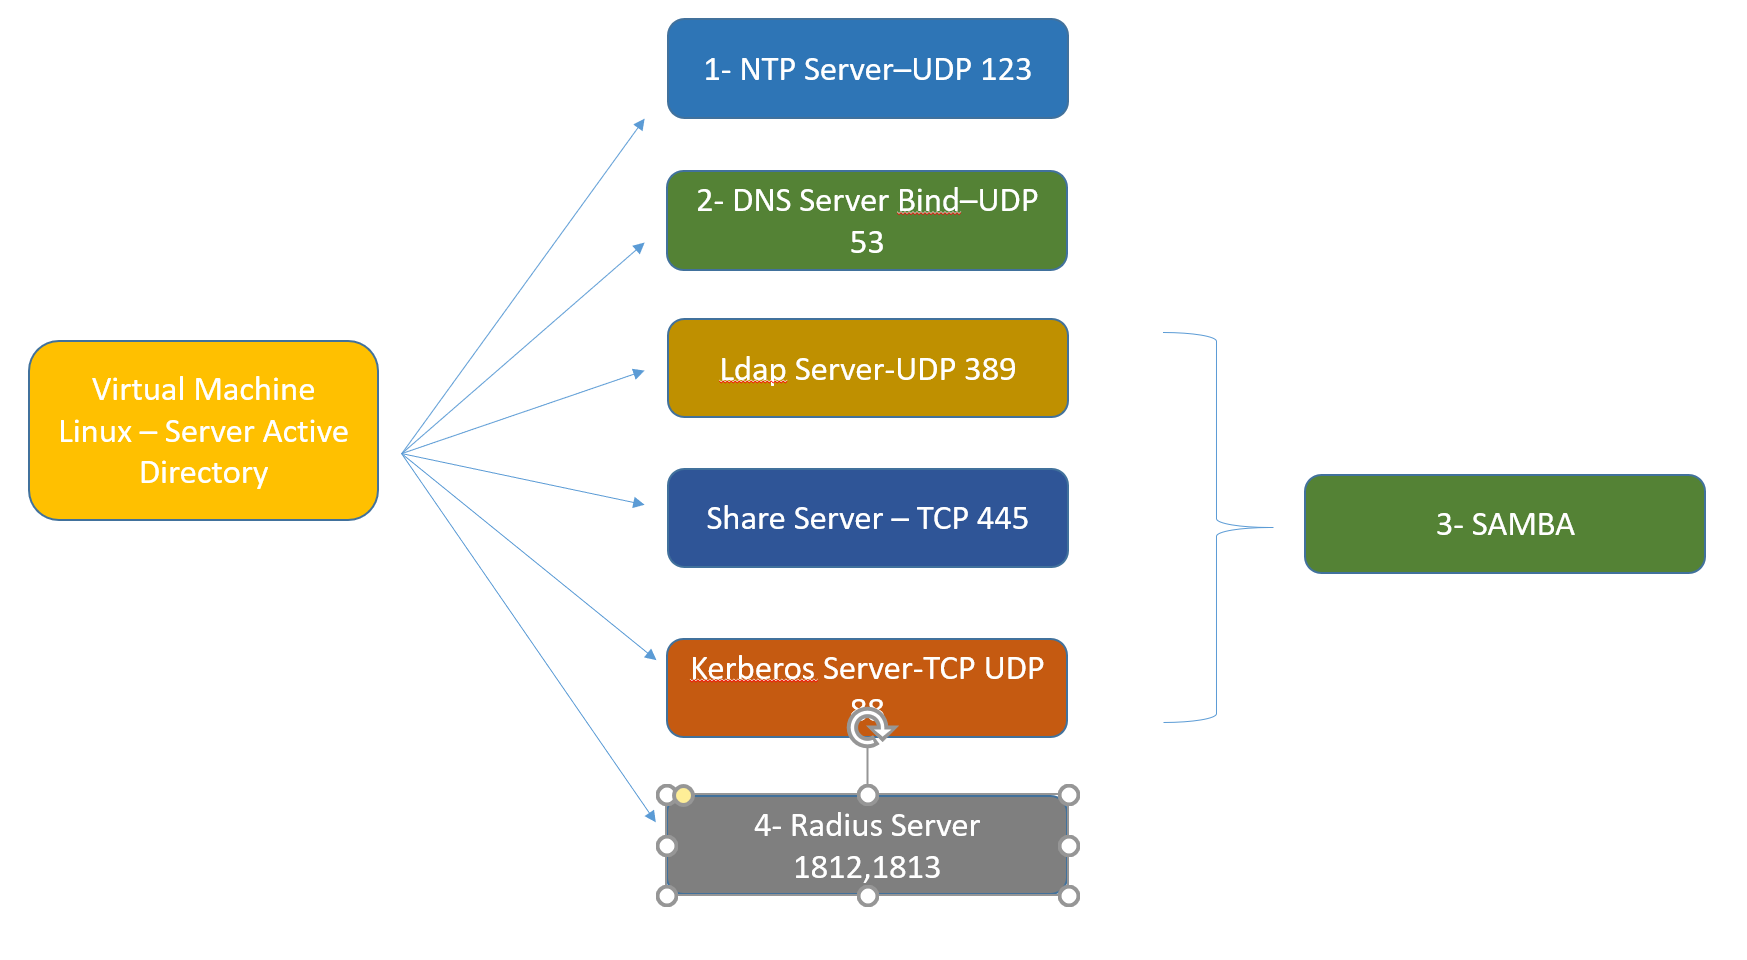 1- NTP Server–UDP 123
2- DNS Server Bind–UDP
53
Virtual Machine
Linux – Server Active
Directory
Ldap Server-UDP 389
Share Server – TCP 445
3- SAMBA
Kerberos Server-TCP UDP
88
4- Radius Server
1812,1813